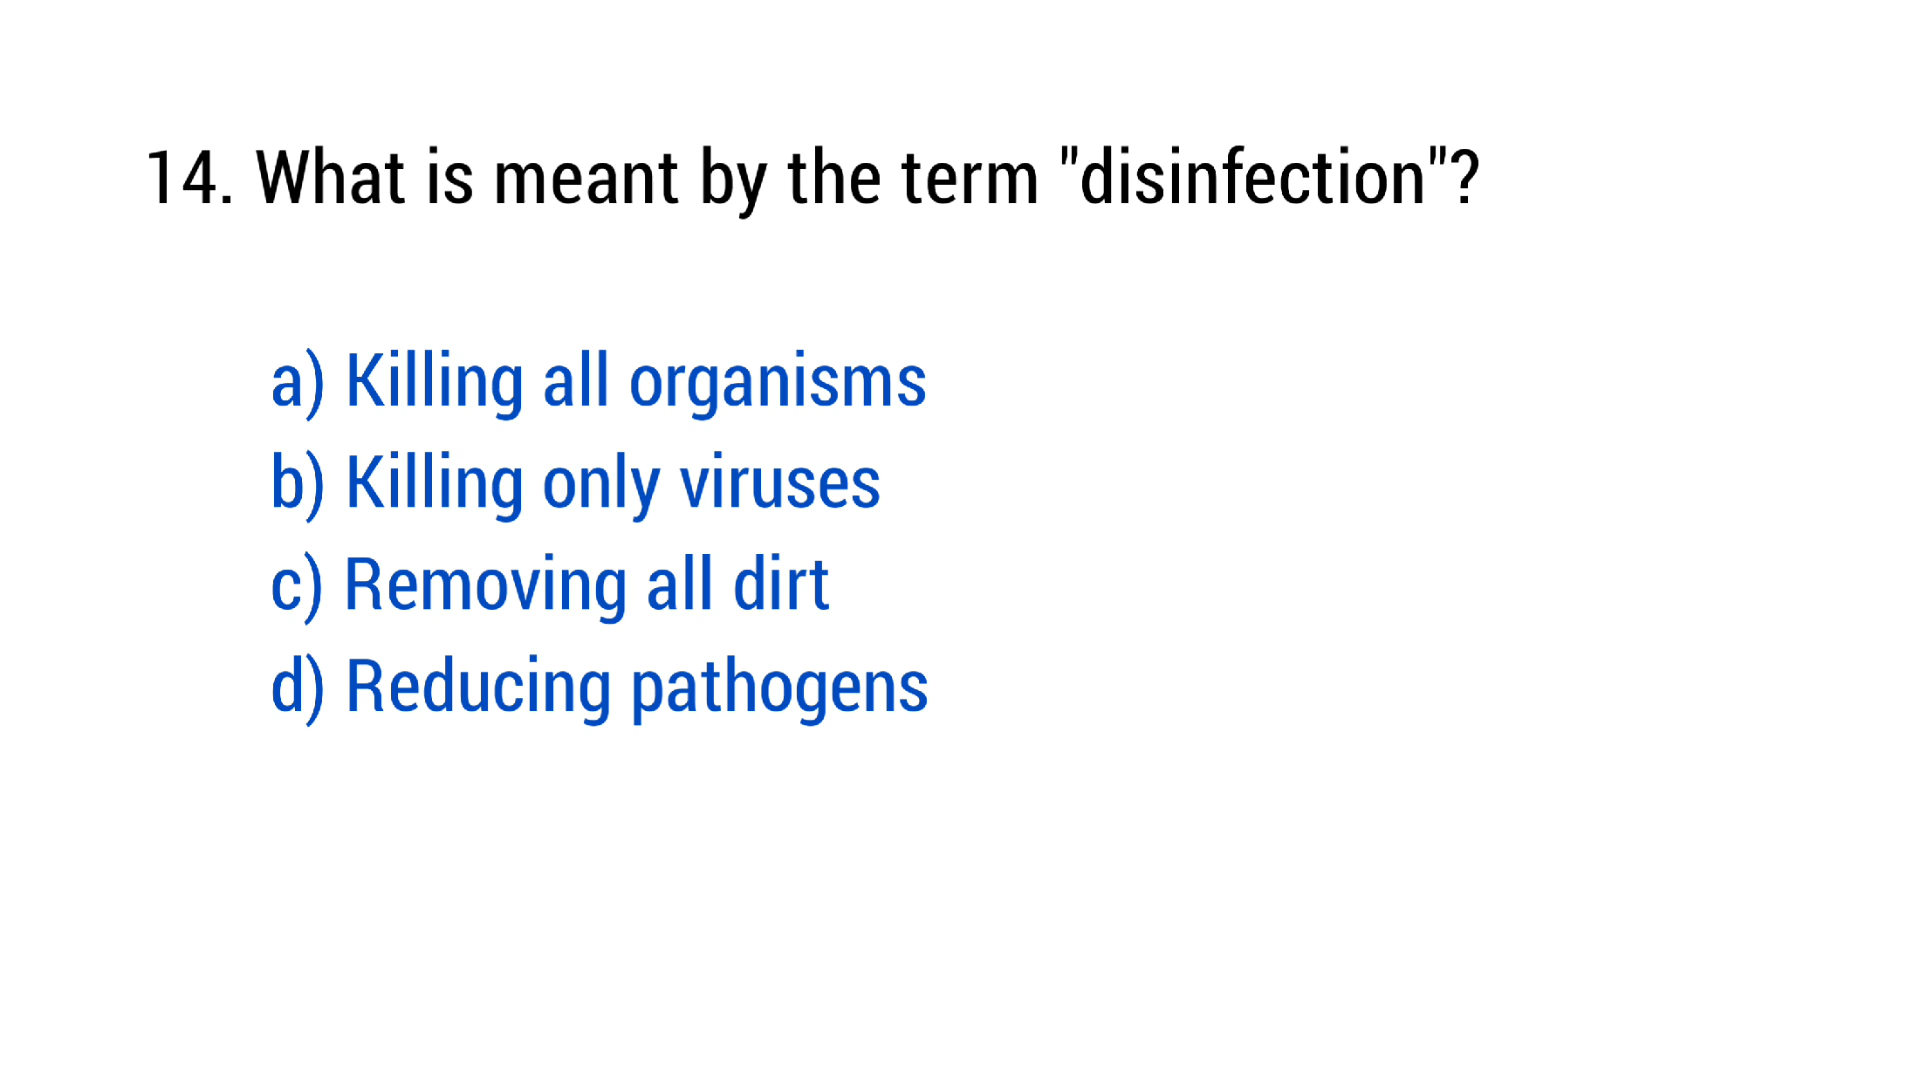 14. What is meant by the term "disinfection"?
a) Killing all organisms
b) Killing only viruses
c) Removing all dirt
d) Reducing pathogens